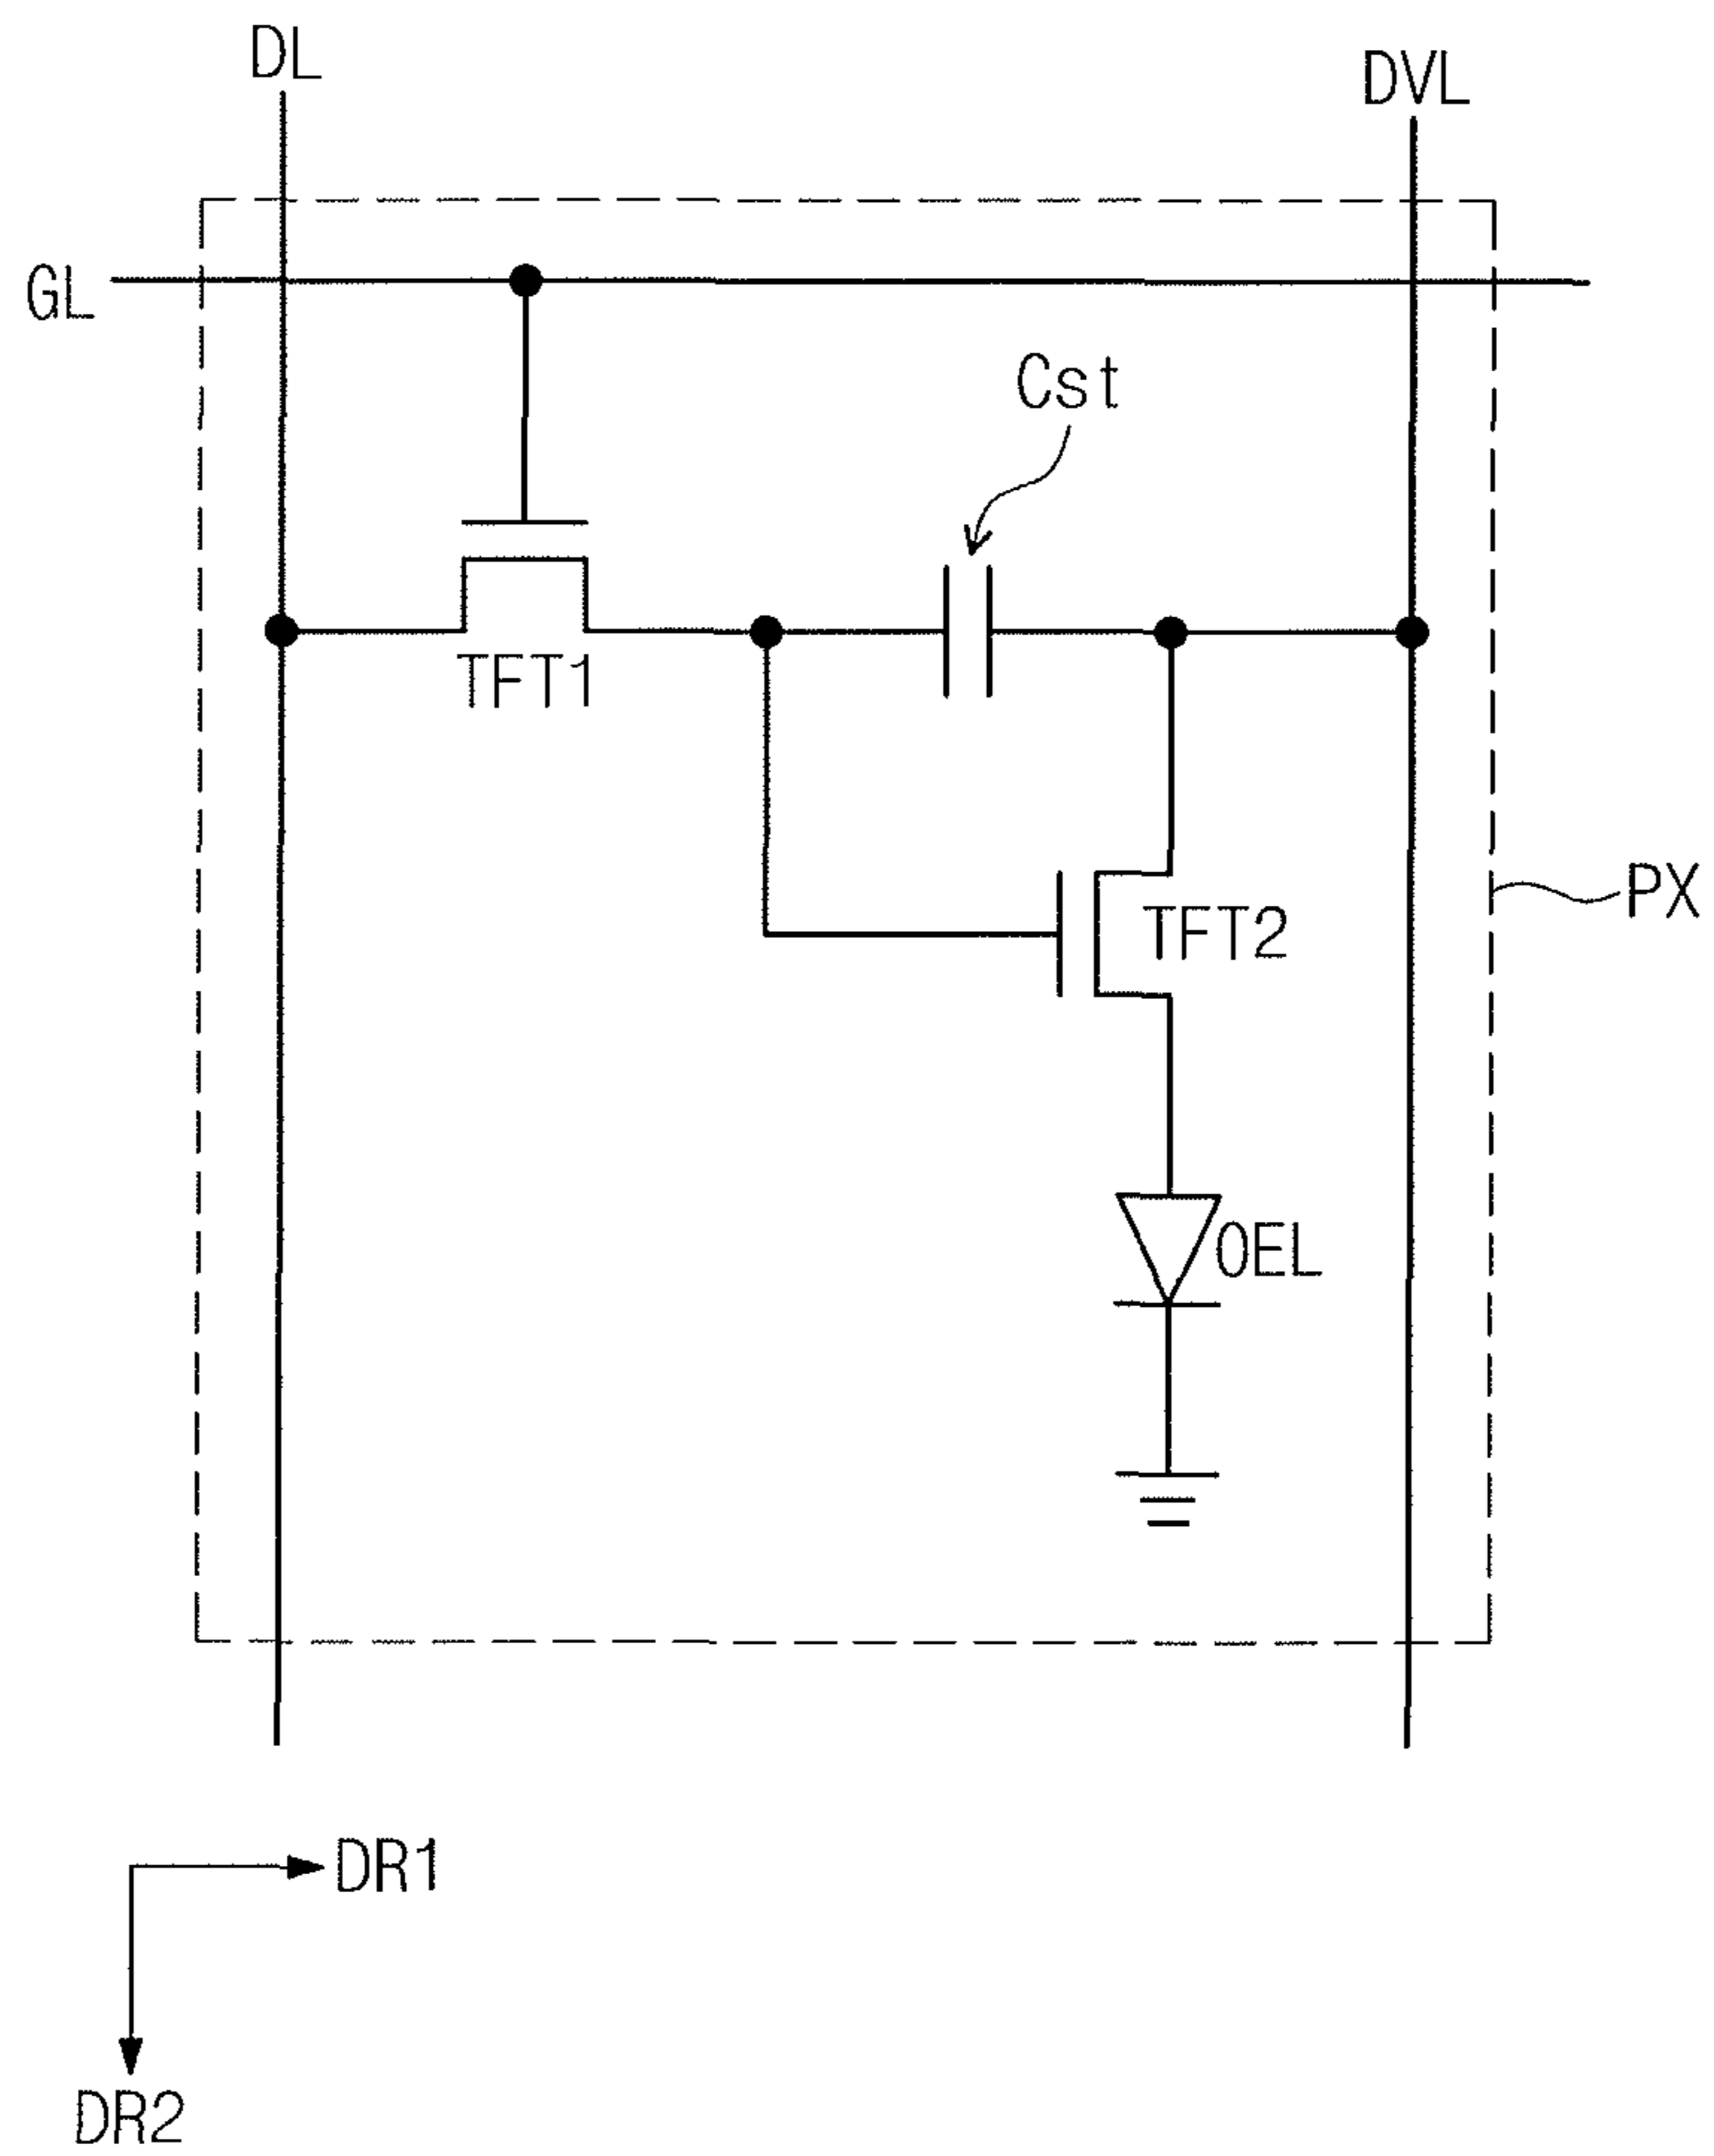 DL
DVL
GL
Cst
TFT1
PX
TFT2
OEL
DR1
DR2